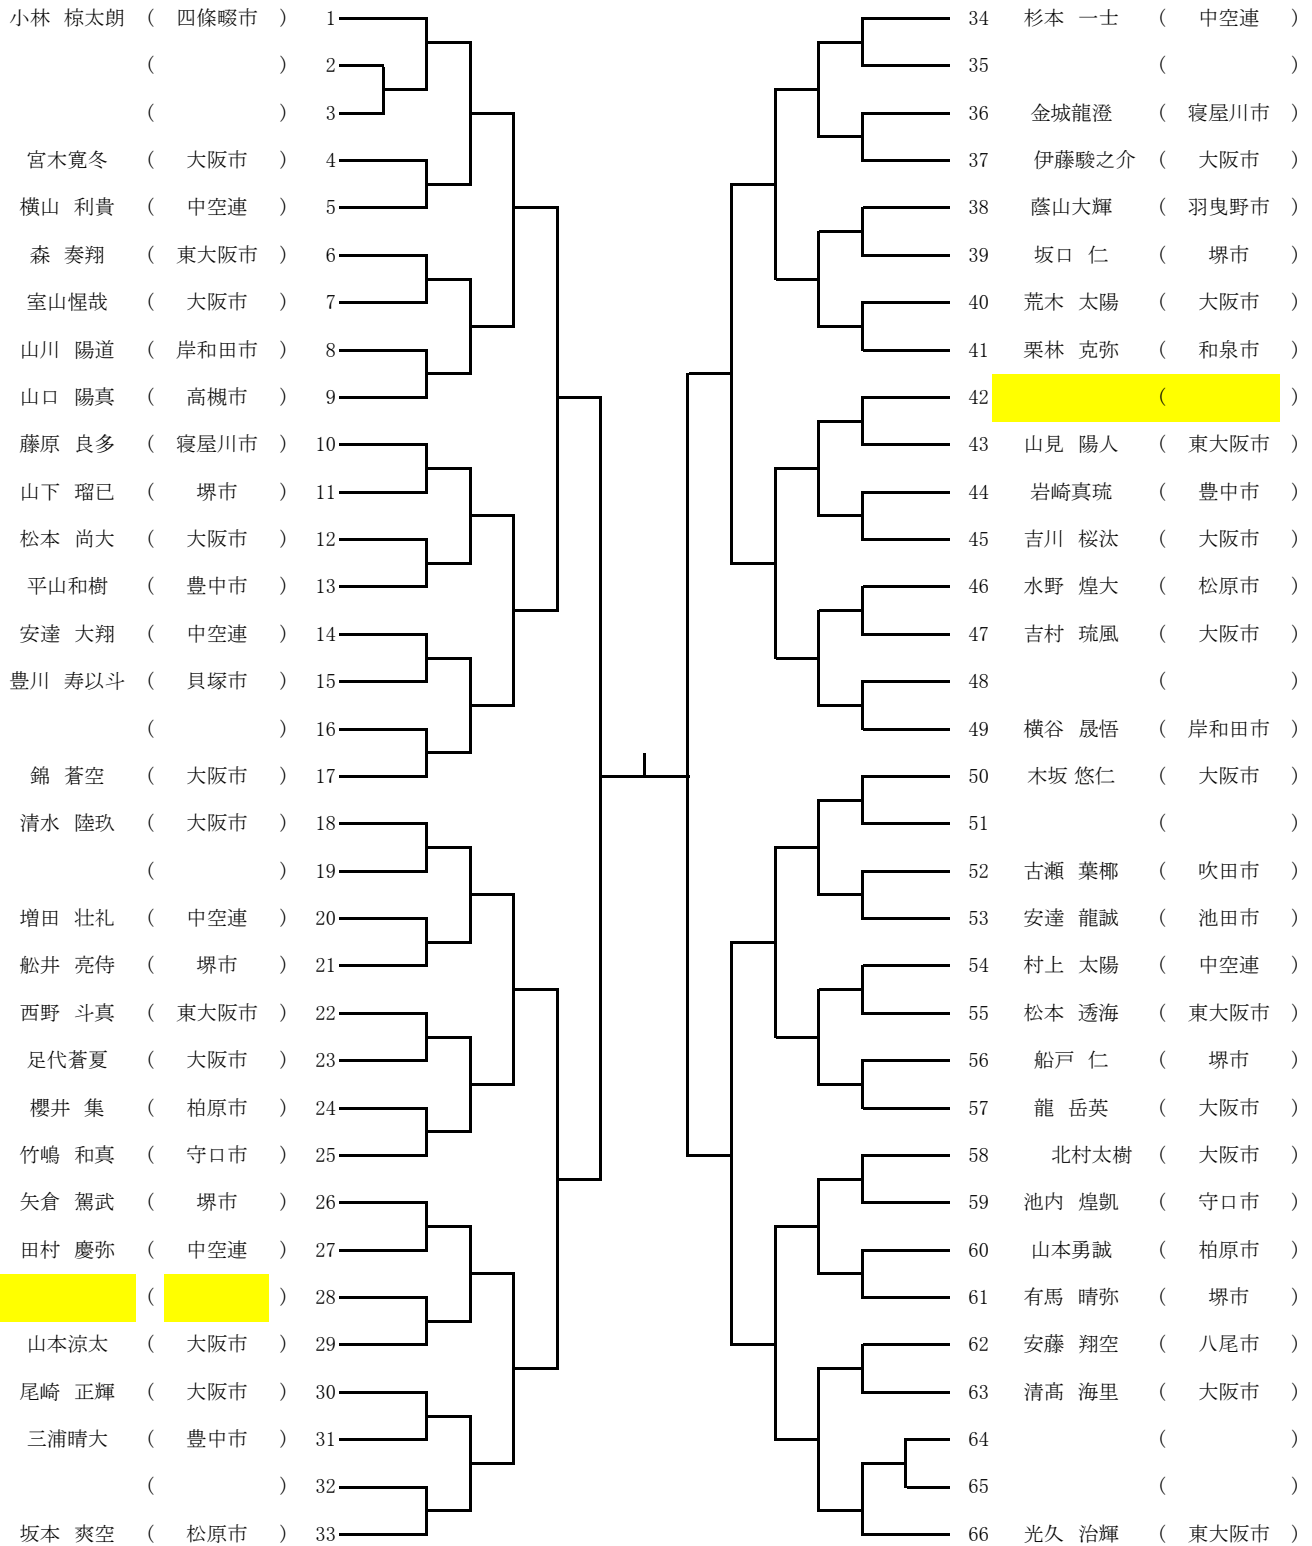 小林 椋太朗 ( 四條畷市 ) 1
( ) 2
( ) 3
宮木寛冬 ( 大阪市 ) 4
横山 利貴 ( 中空連 ) 5
森 奏翔 ( 東大阪市 ) 6
室山惺哉 ( 大阪市 ) 7
山川 陽道 ( 岸和田市 ) 8
山口 陽真 ( 高槻市 ) 9
藤原 良多 ( 寝屋川市 ) 10
山下 瑠已 ( 堺市 ) 11
松本 尚大 ( 大阪市 ) 12
平山和樹 ( 豊中市 ) 13
安達 大翔 ( 中空連 ) 14
豊川 寿以斗 ( 貝塚市 ) 15
( ) 16
錦 蒼空 ( 大阪市 ) 17
清水 陸玖 ( 大阪市 ) 18
( ) 19
増田 壮礼 ( 中空連 ) 20
舩井 亮侍 ( 堺市 ) 21
西野 斗真 ( 東大阪市 ) 22
足代蒼夏 ( 大阪市 ) 23
櫻井 集 ( 柏原市 ) 24
竹嶋 和真 ( 守口市 ) 25
矢倉 駕武 ( 堺市 ) 26
田村 慶弥 ( 中空連 ) 27
( ) 28
山本涼太 ( 大阪市 ) 29
尾崎 正輝 ( 大阪市 ) 30
三浦晴大 ( 豊中市 ) 31
( ) 32
坂本 爽空 ( 松原市 ) 33
34 杉本 一士 ( 中空連 )
35 ( )
36 金城龍澄 ( 寝屋川市 )
37 伊藤駿之介 ( 大阪市 )
38 蔭山大輝 ( 羽曳野市 )
39 坂口 仁 ( 堺市 )
40 荒木 太陽 ( 大阪市 )
41 栗林 克弥 ( 和泉市 )
42 ( )
43 山見 陽人 ( 東大阪市 )
44 岩崎真琉 ( 豊中市 )
45 吉川 桜汰 ( 大阪市 )
46 水野 煌大 ( 松原市 )
47 吉村 琉風 ( 大阪市 )
48 ( )
49 横谷 晟悟 ( 岸和田市 )
50 木坂 悠仁 ( 大阪市 )
51 ( )
52 古瀬 葉椰 ( 吹田市 )
53 安達 龍誠 ( 池田市 )
54 村上 太陽 ( 中空連 )
55 松本 透海 ( 東大阪市 )
56 船戸 仁 ( 堺市 )
57 龍 岳英 ( 大阪市 )
58 北村太樹 ( 大阪市 )
59 池内 煌凱 ( 守口市 )
60 山本勇誠 ( 柏原市 )
61 有馬 晴弥 ( 堺市 )
62 安藤 翔空 ( 八尾市 )
63 清髙 海里 ( 大阪市 )
64 ( )
65 ( )
66 光久 治輝 ( 東大阪市 )